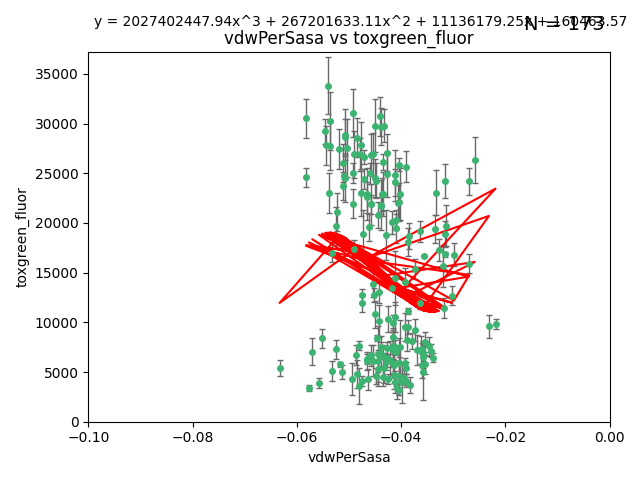 y = 2027402447.94x^3 + 267201633.11x^2 + 11136179.25x + 160463.57
N = 173
vdwPerSasa vs toxgreen_fluor
35000
30000
25000
20000
15000
10000
5000
0
toxgreen_fluor
−0.10
−0.08
−0.06
−0.04
−0.02
0.00
vdwPerSasa